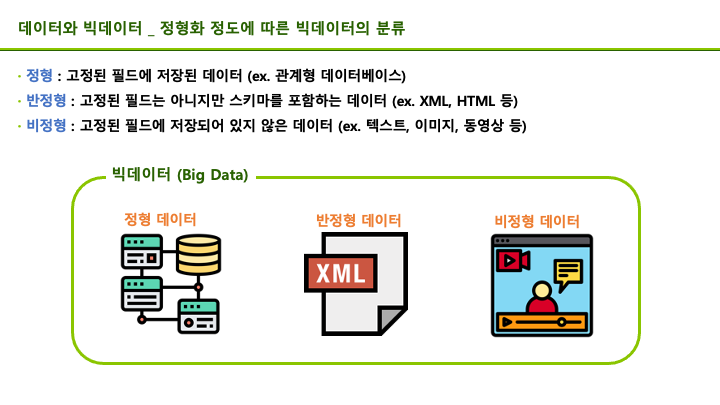 데이터와 빅데이터 _ 정형화 정도에 따른 빅데이터의 분류
· 정형 : 고정된 필드에 저장된 데이터 (ex. 관계형 데이터베이스)
· 반정형 : 고정된 필드는 아니지만 스키마를 포함하는 데이터 (ex. XML, HTML 등)
· 비정형 : 고정된 필드에 저장되어 있지 않은 데이터 (ex. 텍스트, 이미지, 동영상 등)
빅데이터 (Big Data)
정형 데이터
반정형 데이터
비정형 데이터
XML